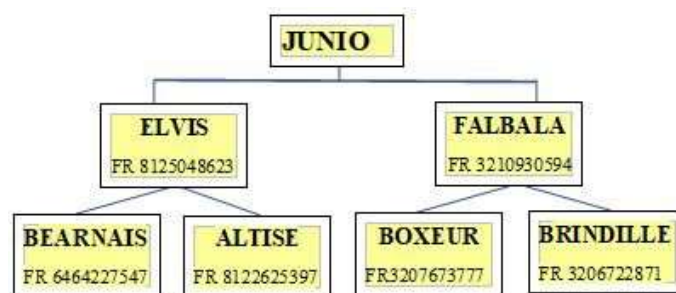 JUNIO
ELVIS
FR 8125048623
FALBALA
FR 3210930594
BEARNAIS
FR 6464227547
ALTISE
FR 8122625397
BOXEUR
FR3207673777
BRINDILLE
FR 3206722871